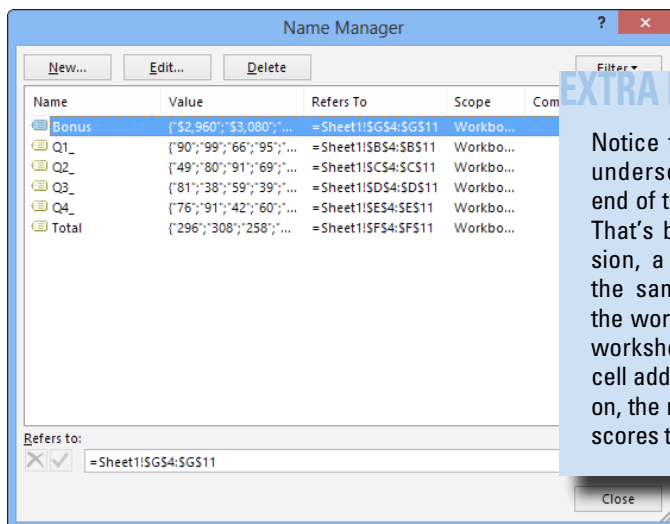 Name Manager
? ×
New... Edit... Delete Filter
Name Value Refers To Scope Com
Bonus {"$2,960";"$3,080";"... =Sheet1!$G$4:$G$11 Workbo...
Q1_ {"90";"99";"66";"95";"... =Sheet1!$B$4:$B$11 Workbo...
Q2_ {"49";"80";"91";"69";"... =Sheet1!$C$4:$C$11 Workbo...
Q3_ {"81";"38";"59";"39";"... =Sheet1!$D$4:$D$11 Workbo...
Q4_ {"76";"91";"42";"60";"... =Sheet1!$E$4:$E$11 Workbo...
Total {"296";"308";"258";"... =Sheet1!$F$4:$F$11 Workbo...
Refers to:
=Sheet1!$G$4:$G$11
Close
EXTRA
Notice
end of t
That's b
sion, a
the san
the wor
worksh
cell add
on, the
scores t